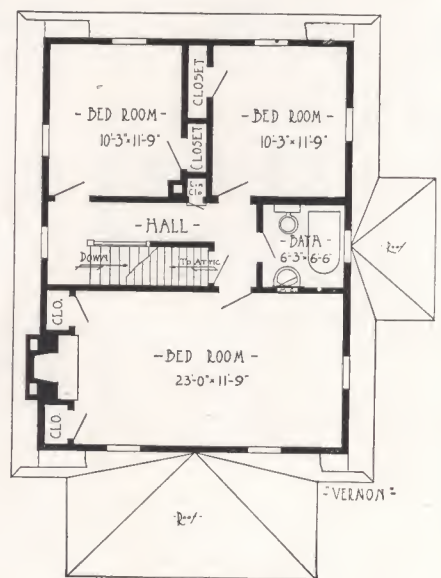 - BED ROOM -
10'-3" × 11'-9"
CLOSET
- BED ROOM -
10'-3" × 11'-9"
CLOSET
CLO
- HALL -
DOWN
TO ATTIC
- BATH -
6'-3" × 6'-6"
-Roof-
CLO.
- BED ROOM -
23'-0" × 11'-9"
CLO.
=VERNON=
-Roof-